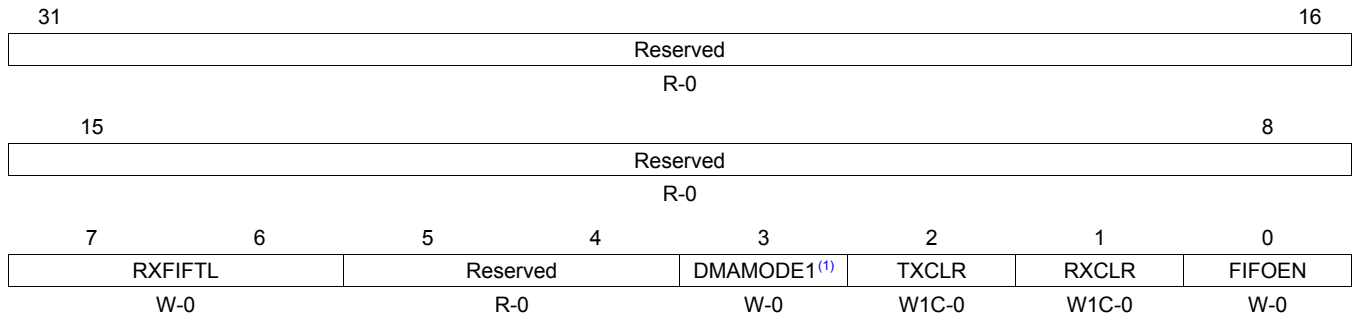 31 16
Reserved
R-0
15 8
Reserved
R-0
7 6 5 4 3 2 1 0
RXFIFTL Reserved DMAMODE1(1) TXCLR RXCLR FIFOEN
W-0 R-0 W-0 W1C-0 W1C-0 W-0